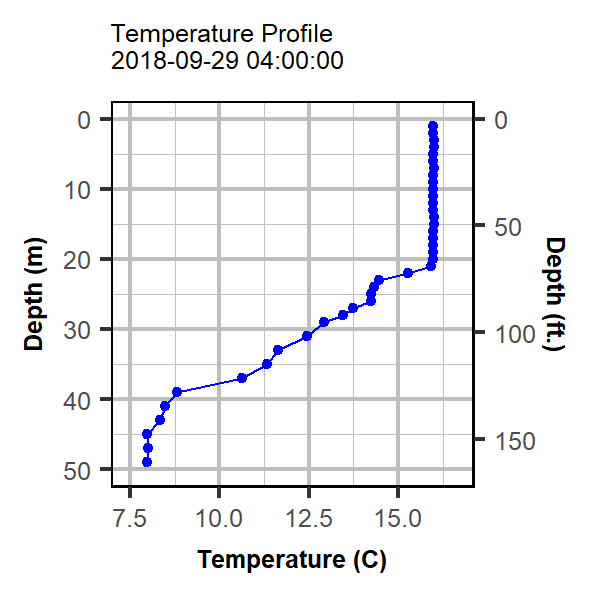 Temperature Profile
2018-09-29 04:00:00
Depth (m)
0
10
20
30
40
50
0
50
100
150
Depth (ft.)
7.5 10.0 12.5 15.0
Temperature (C)